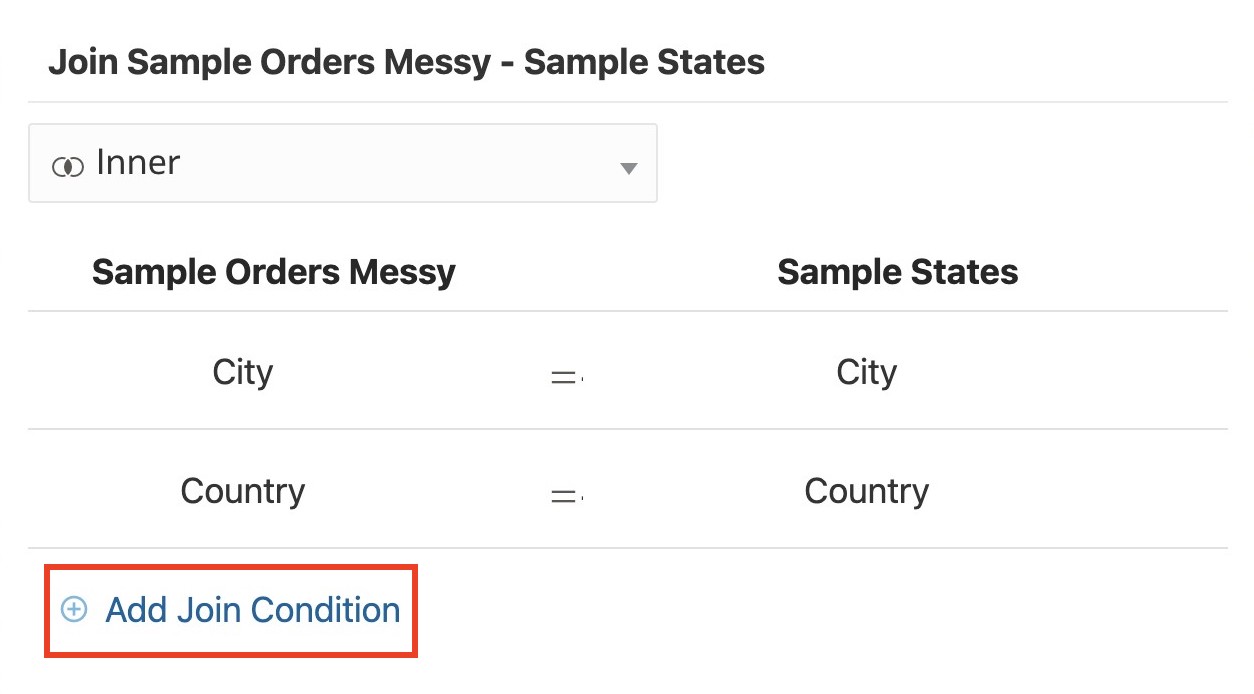 Join Sample Orders Messy - Sample States
Inner
Sample Orders Messy Sample States
City = City
Country = Country
Add Join Condition